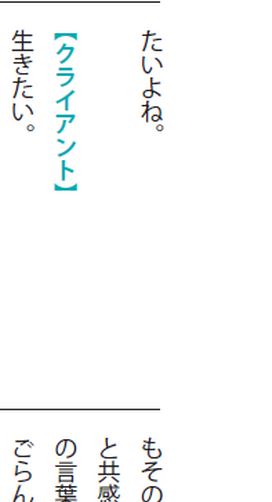 たいよね。
【クライアント】
生きたい。
もその
と共感
の言葉
ごらん